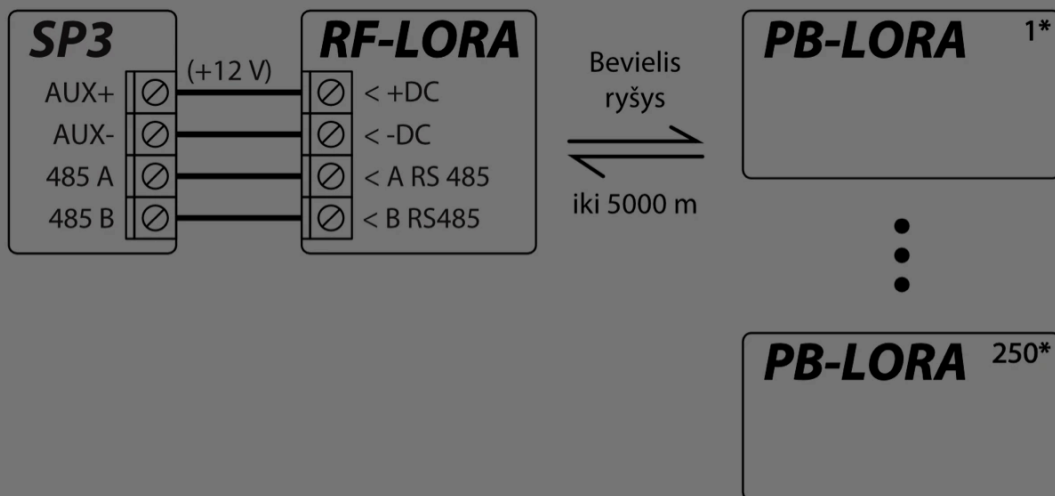 SP3
AUX+
AUX-
485 A
485 B
(+12 V)
RF-LORA
< +DC
< -DC
< A RS 485
< B RS485
Bevielis
ryšys
iki 5000 m
PB-LORA 1*
PB-LORA 250*